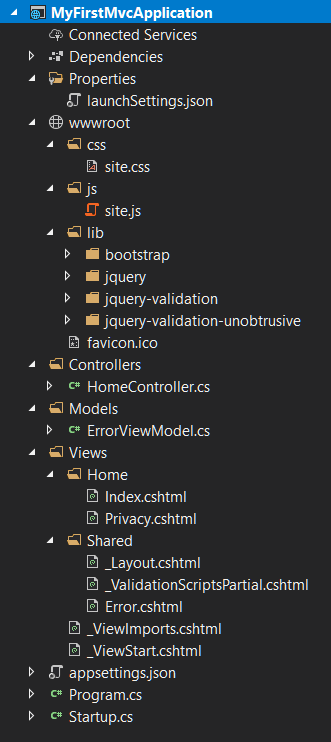 MyFirstMvcApplication
Connected Services
Dependencies
Properties
launchSettings.json
wwwroot
css
site.css
js
site.js
lib
bootstrap
jquery
jquery-validation
jquery-validation-unobtrusive
favicon.ico
Controllers
C# HomeController.cs
Models
C# ErrorViewModel.cs
Views
Home
Index.cshtml
Privacy.cshtml
Shared
_Layout.cshtml
_ValidationScriptsPartial.cshtml
Error.cshtml
_ViewImports.cshtml
_ViewStart.cshtml
appsettings.json
C# Program.cs
C# Startup.cs